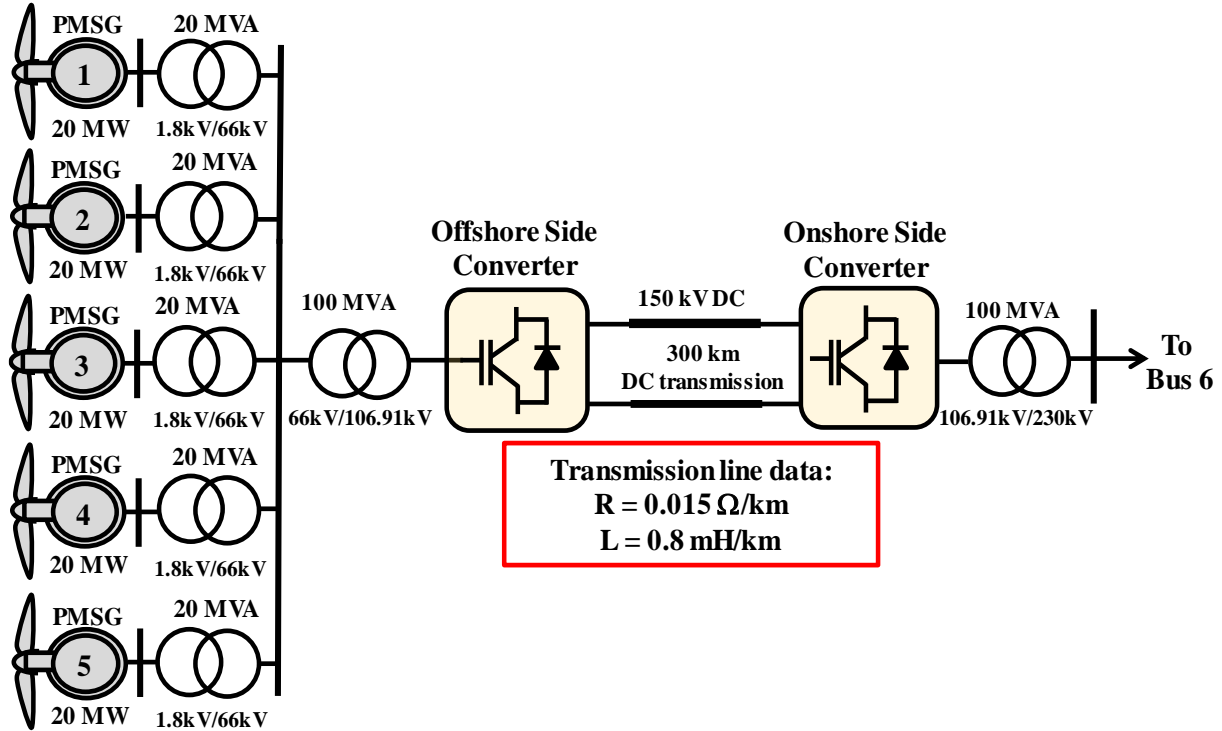 PMSG
1
20 MW
20 MVA
1.8kV/66kV
PMSG
2
20 MW
20 MVA
1.8kV/66kV
PMSG
3
20 MW
20 MVA
1.8kV/66kV
PMSG
4
20 MW
20 MVA
1.8kV/66kV
PMSG
5
20 MW
20 MVA
1.8kV/66kV
100 MVA
66kV/106.91kV
Offshore Side
Converter
150 kV DC
300 km
DC transmission
Onshore Side
Converter
100 MVA
106.91kV/230kV
To
Bus 6
Transmission line data:
R = 0.015 Ω/km
L = 0.8 mH/km